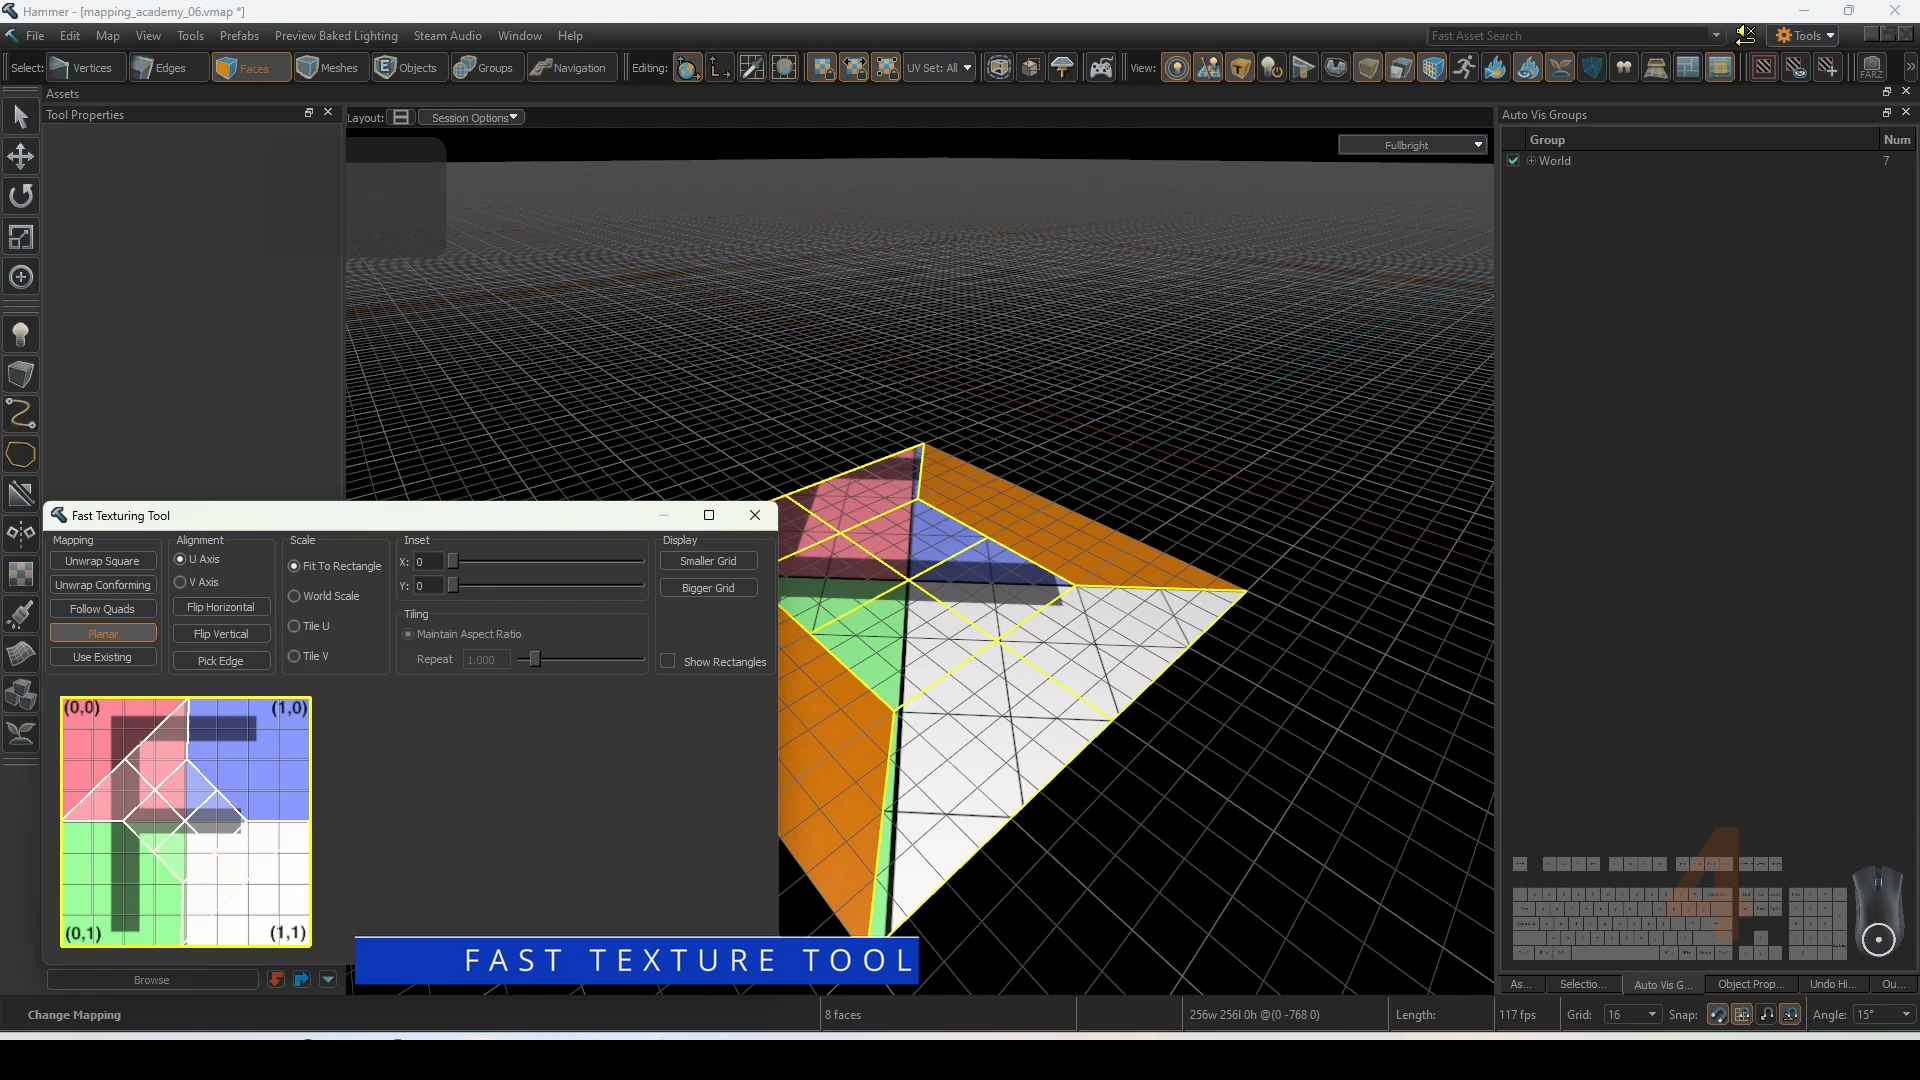 Hammer - [mapping_academy_06.vmap *]
File Edit Map View Tools Prefabs Preview Baked Lighting Steam Audio Window Help
Fast Asset Search
Tools
Select: Vertices Edges Faces Meshes Objects Groups Navigation Editing: UV Set: All View: FARZ
Assets
Tool Properties
Layout: Session Options
Auto Vis Groups
Fullbright
Group Num
World 7
Fast Texturing Tool
Mapping Alignment Scale Inset Display
Unwrap Square U Axis Fit To Rectangle X: 0 Smaller Grid
Unwrap Conforming V Axis World Scale Y: 0 Bigger Grid
Follow Quads Flip Horizontal Tiling
Planar Flip Vertical Tile U Maintain Aspect Ratio
Use Existing Pick Edge Tile V Repeat 1.000 Show Rectangles
(0,0) (1,0)
(0,1) (1,1)
FAST TEXTURE TOOL
Browse
As... Selectio... Auto Vis G... Object Prop... Undo Hi... Ou...
Change Mapping 8 faces 256w 256l 0h @(0 -768 0) Length: 117 fps Grid: 16 Snap: Angle: 15°